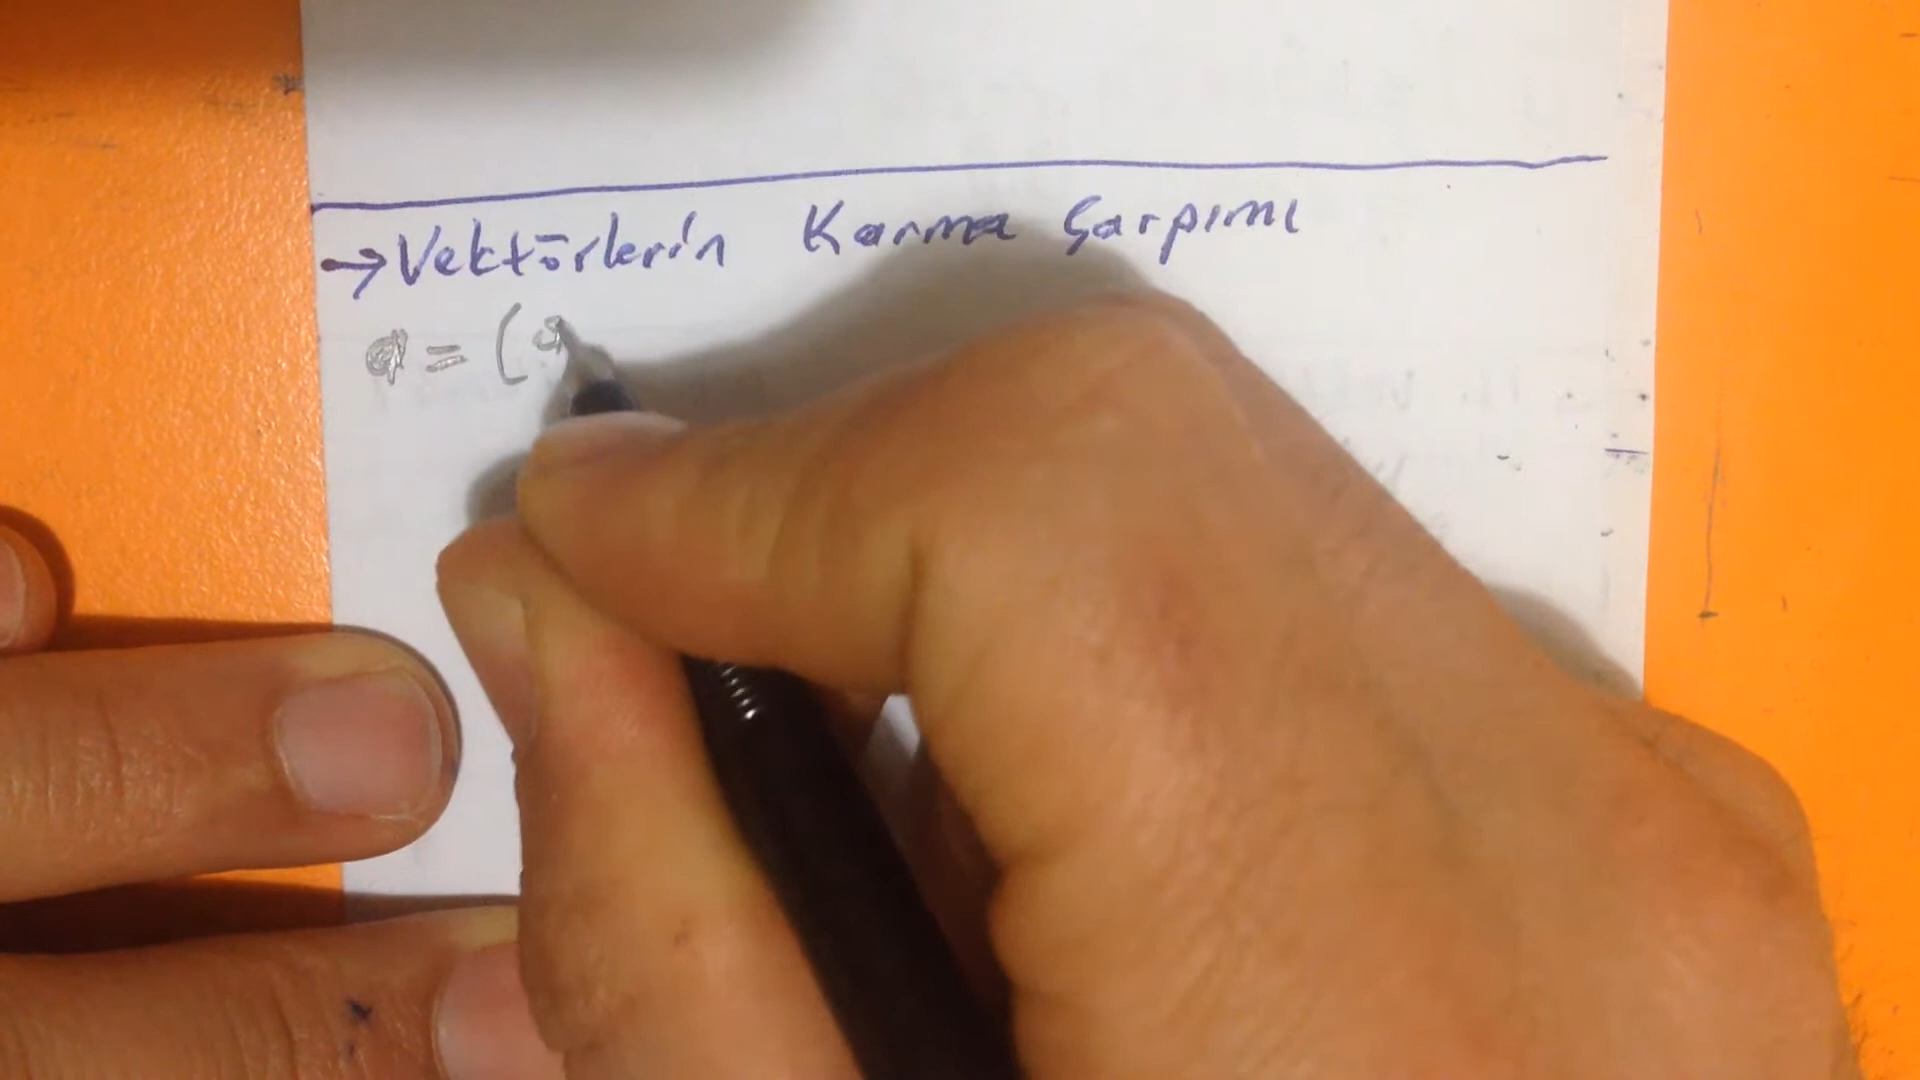 →Vektörlerin Karma Çarpımı
a = (a